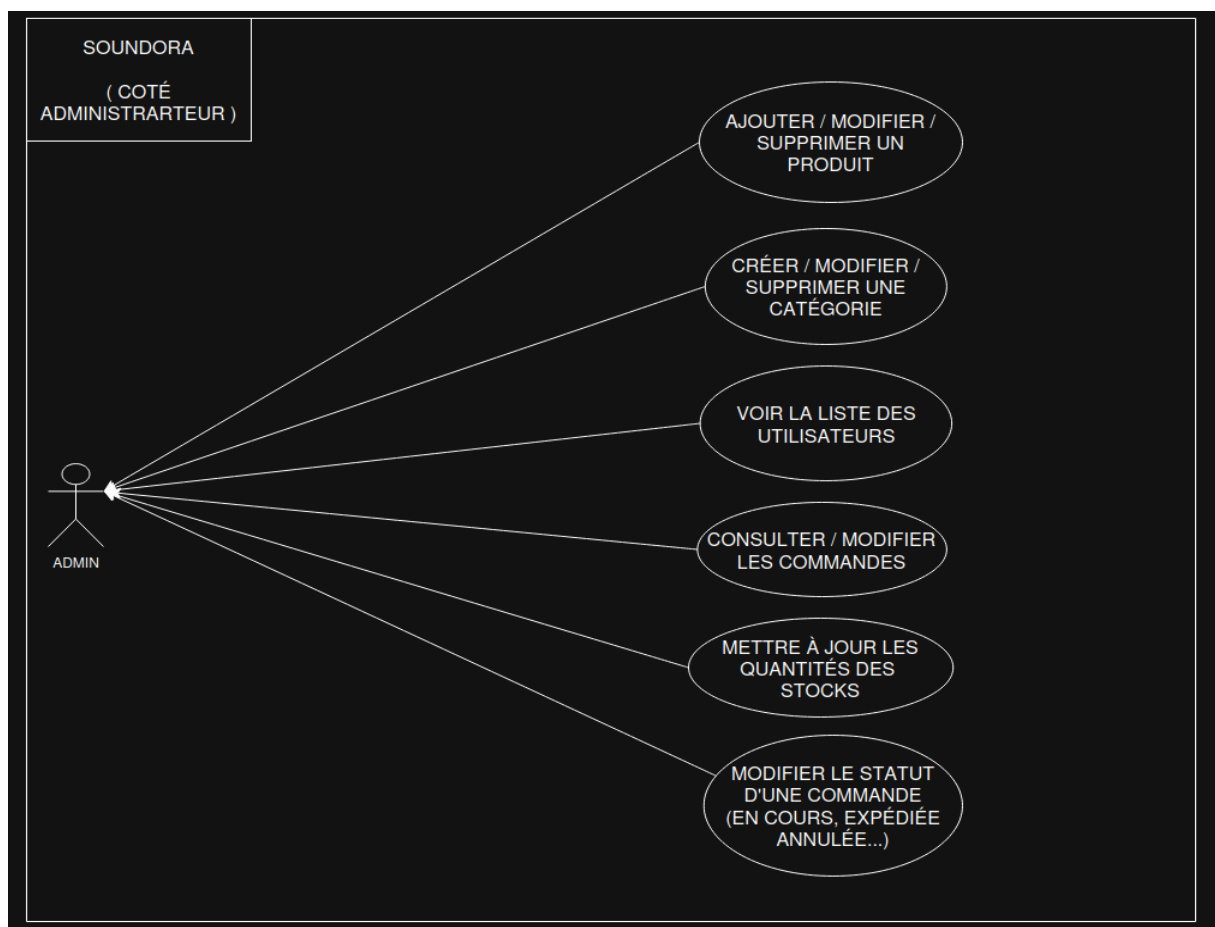 SOUNDORA
( COTÉ
ADMINISTRARTEUR )
AJOUTER / MODIFIER /
SUPPRIMER UN
PRODUIT
CRÉER / MODIFIER /
SUPPRIMER UNE
CATÉGORIE
VOIR LA LISTE DES
UTILISATEURS
ADMIN
CONSULTER / MODIFIER
LES COMMANDES
METTRE À JOUR LES
QUANTITÉS DES
STOCKS
MODIFIER LE STATUT
D'UNE COMMANDE
(EN COURS, EXPÉDIÉE
ANNULÉE...)